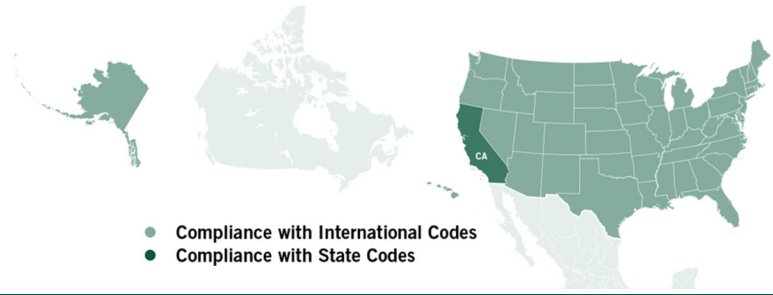 CA
Compliance with International Codes
Compliance with State Codes